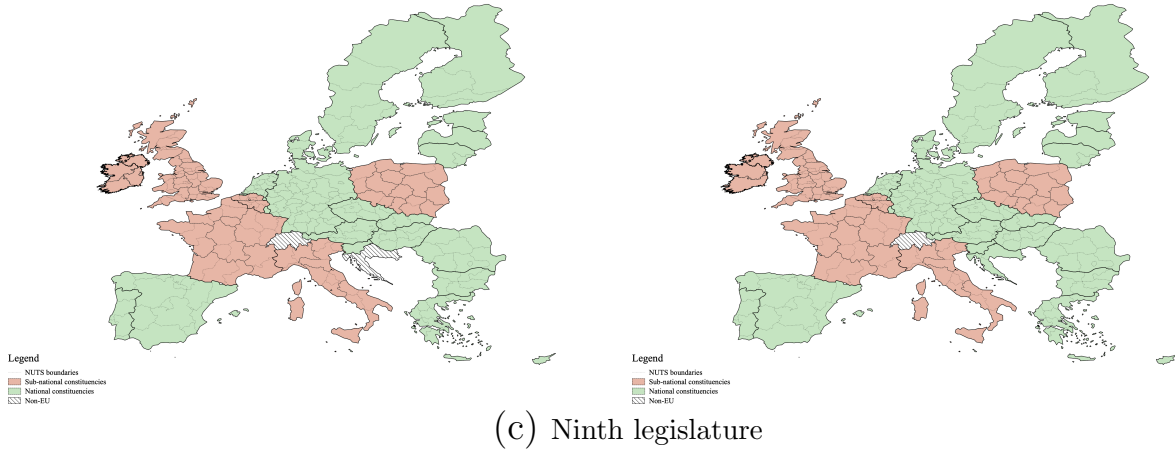 Legend
NUTS boundaries
Sub-national constituencies
National constituencies
Non-EU
Legend
NUTS boundaries
Sub-national constituencies
National constituencies
Non-EU
(c) Ninth legislature